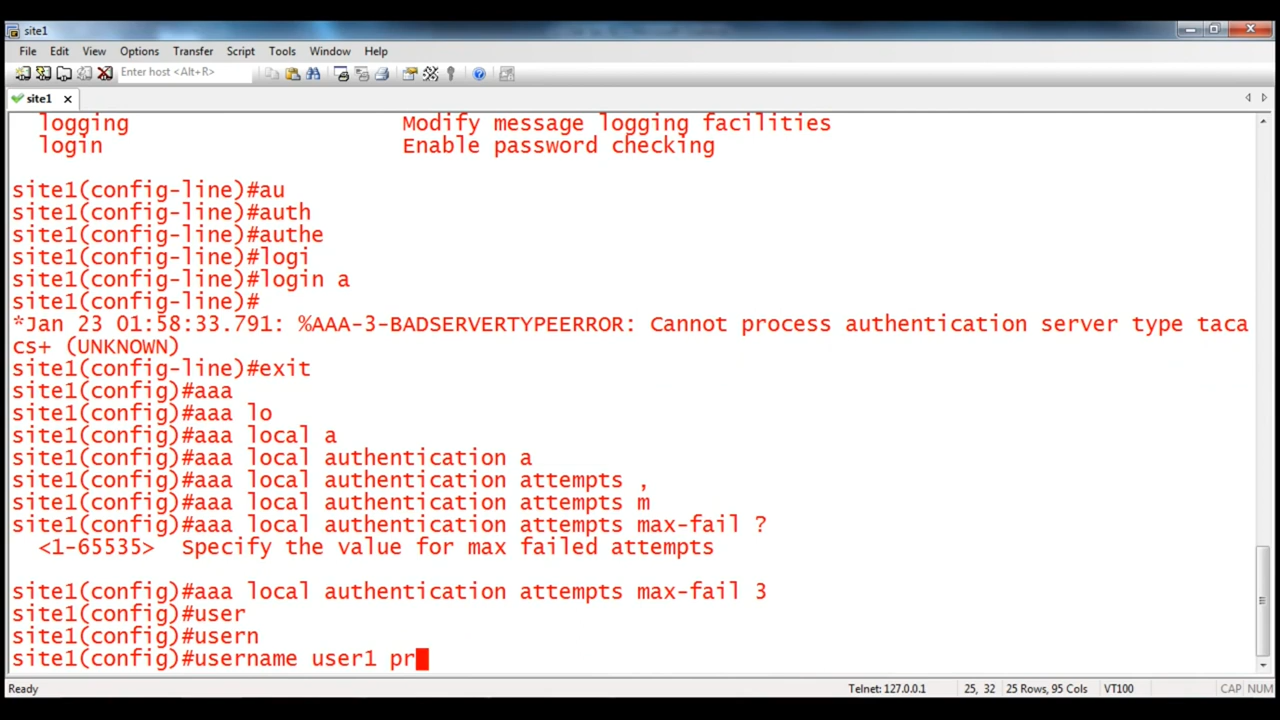 site1
File Edit View Options Transfer Script Tools Window Help
Enter host <Alt+R>
site1
logging Modify message logging facilities
login Enable password checking
site1(config-line)#au
site1(config-line)#auth
site1(config-line)#authe
site1(config-line)#logi
site1(config-line)#login a
site1(config-line)#
*Jan 23 01:58:33.791: %AAA-3-BADSERVERTYPEERROR: Cannot process authentication server type taca
cs+ (UNKNOWN)
site1(config-line)#exit
site1(config)#aaa
site1(config)#aaa lo
site1(config)#aaa local a
site1(config)#aaa local authentication a
site1(config)#aaa local authentication attempts ,
site1(config)#aaa local authentication attempts m
site1(config)#aaa local authentication attempts max-fail ?
<1-65535> Specify the value for max failed attempts
site1(config)#aaa local authentication attempts max-fail 3
site1(config)#user
site1(config)#usern
site1(config)#username user1 pr
Ready Telnet: 127.0.0.1 25, 32 25 Rows, 95 Cols VT100 CAP NUM